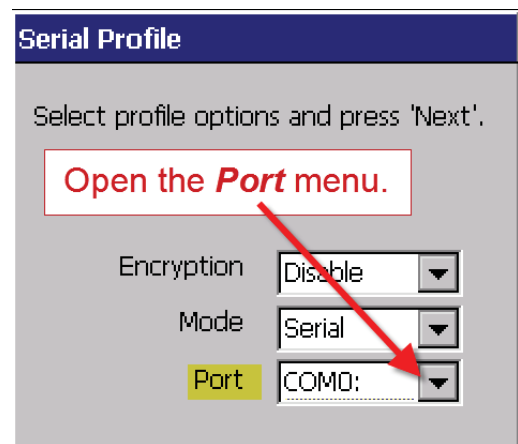 Serial Profile
Select profile options and press 'Next'.
Open the Port menu.
Encryption Disable
Mode Serial
Port COM0: